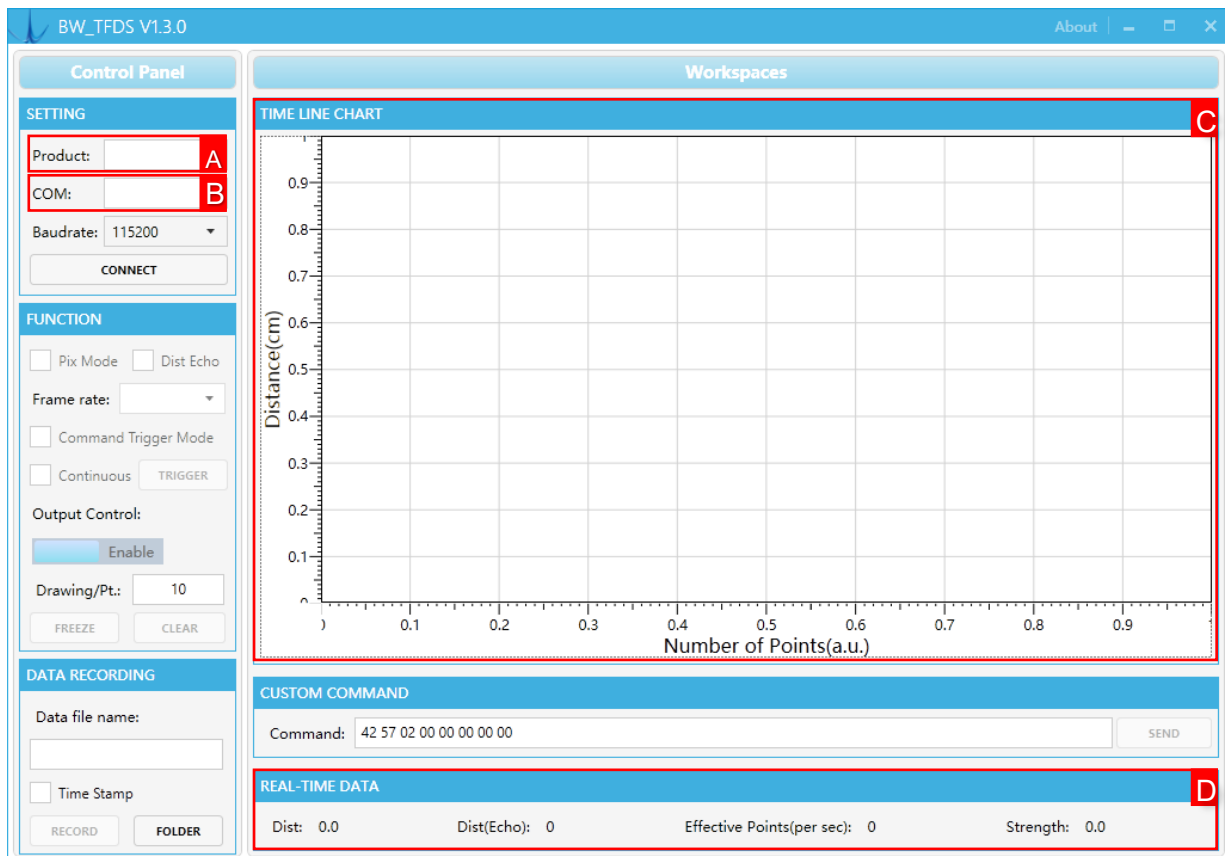 BW_TFDS V1.3.0
About
Control Panel
SETTING
Product:
A
COM:
B
Baudrate: 115200
CONNECT
FUNCTION
Pix Mode Dist Echo
Frame rate:
Command Trigger Mode
Continuous TRIGGER
Output Control:
Enable
Drawing/Pt.: 10
FREEZE CLEAR
DATA RECORDING
Data file name:
Time Stamp
RECORD FOLDER
Workspaces
TIME LINE CHART
C
Distance(cm)
0.9
0.8
0.7
0.6
0.5
0.4
0.3
0.2
0.1
0.1 0.2 0.3 0.4 0.5 0.6 0.7 0.8 0.9
Number of Points(a.u.)
CUSTOM COMMAND
Command: 42 57 02 00 00 00 00 00 SEND
REAL-TIME DATA
D
Dist: 0.0 Dist(Echo): 0 Effective Points(per sec): 0 Strength: 0.0